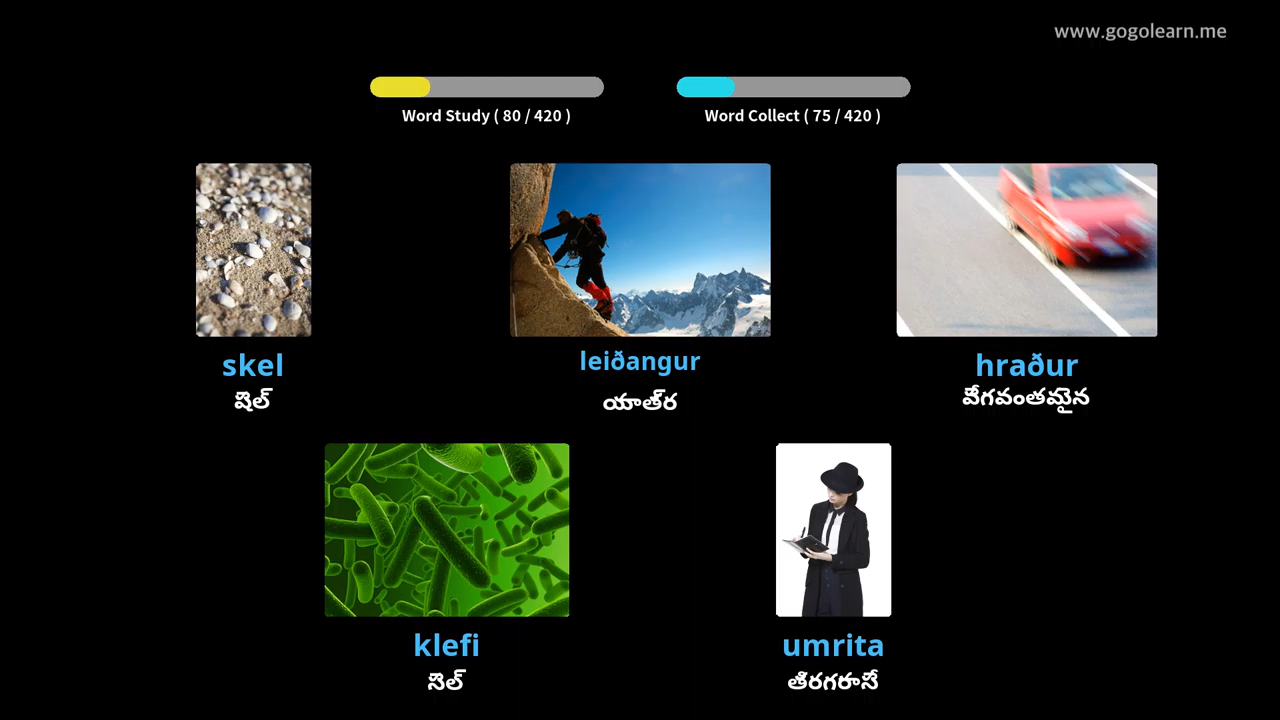 www.gogolearn.me
Word Study ( 80 / 420 )
Word Collect ( 75 / 420 )
skel
షెల్
leiðangur
యాత్ర
hraður
వేగవంతమైన
klefi
సెల్
umrita
తిరగరాసే